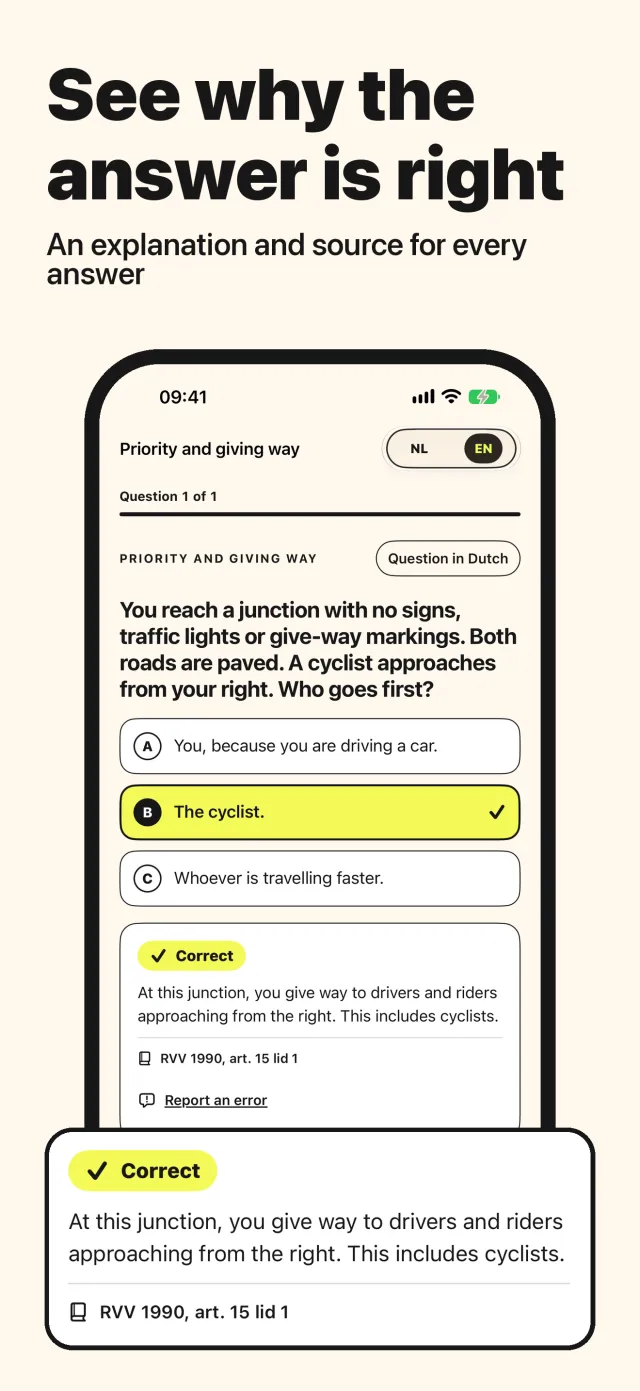 See why the
answer is right
An explanation and source for every
answer
09:41
Priority and giving way
NL
EN
Question 1 of 1
PRIORITY AND GIVING WAY
Question in Dutch
You reach a junction with no signs,
traffic lights or give-way markings. Both
roads are paved. A cyclist approaches
from your right. Who goes first?
A You, because you are driving a car.
B The cyclist.
C Whoever is travelling faster.
Correct
At this junction, you give way to drivers and riders
approaching from the right. This includes cyclists.
RVV 1990, art. 15 lid 1
Report an error
Correct
At this junction, you give way to drivers and riders
approaching from the right. This includes cyclists.
RVV 1990, art. 15 lid 1